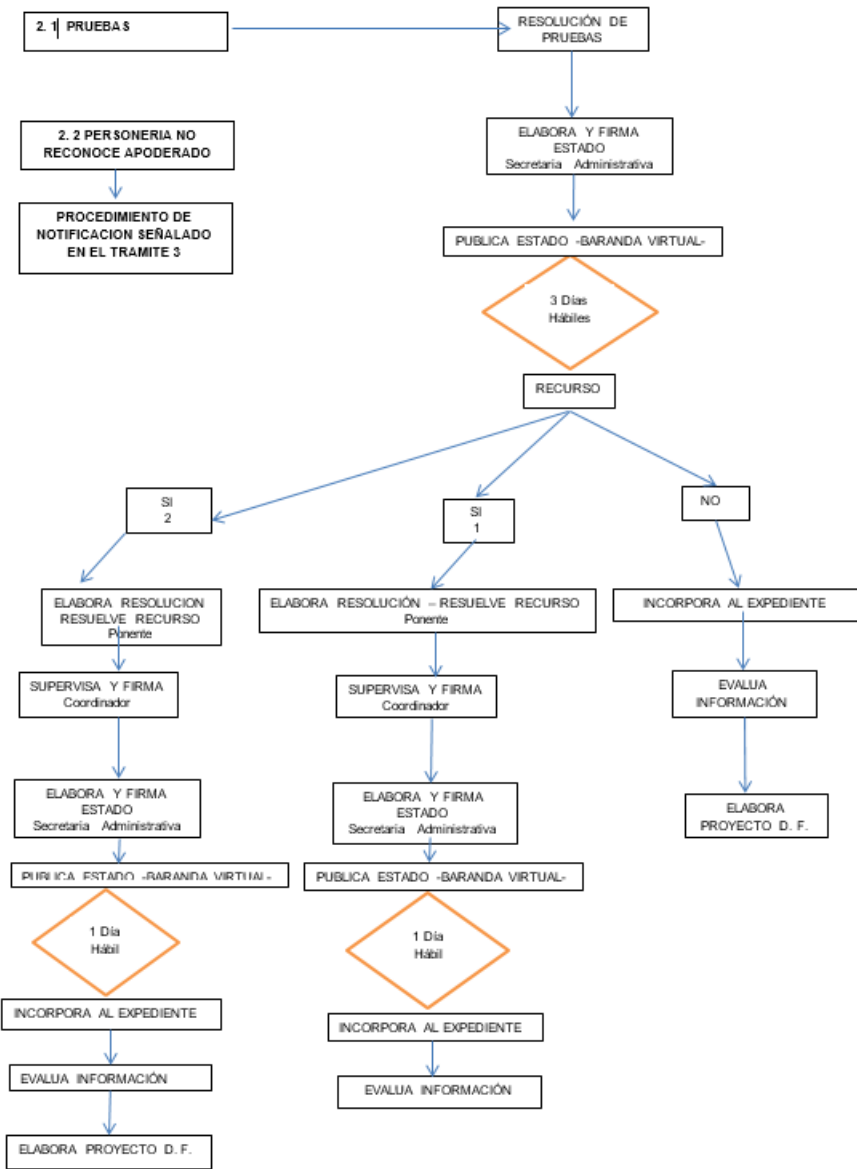 2. 1 PRUEBAS
RESOLUCIÓN DE
PRUEBAS
2. 2 PERSONERIA NO
RECONOCE APODERADO
ELABORA Y FIRMA
ESTADO
Secretaria Administrativa
PROCEDIMIENTO DE
NOTIFICACION SEÑALADO
EN EL TRAMITE 3
PUBLICA ESTADO -BARANDA VIRTUAL-
3 Días
Hábiles
RECURSO
SI
2
SI
1
NO
ELABORA RESOLUCION
RESUELVE RECURSO
Ponente
ELABORA RESOLUCIÓN – RESUELVE RECURSO
Ponente
INCORPORA AL EXPEDIENTE
SUPERVISA Y FIRMA
Coordinador
SUPERVISA Y FIRMA
Coordinador
EVALUA
INFORMACIÓN
ELABORA Y FIRMA
ESTADO
Secretaria Administrativa
ELABORA Y FIRMA
ESTADO
Secretaria Administrativa
ELABORA
PROYECTO D. F.
PUBLICA ESTADO -BARANDA VIRTUAL-
PUBLICA ESTADO -BARANDA VIRTUAL-
1 Día
Hábil
1 Día
Hábil
INCORPORA AL EXPEDIENTE
INCORPORA AL EXPEDIENTE
EVALUA INFORMACIÓN
EVALUA INFORMACIÓN
ELABORA PROYECTO D. F.